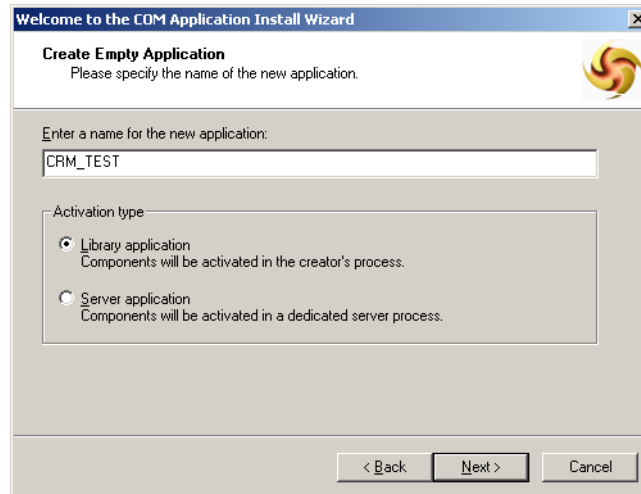 Welcome to the COM Application Install Wizard
Create Empty Application
Please specify the name of the new application.
Enter a name for the new application:
CRM_TEST
Activation type
Library application
Components will be activated in the creator's process.
Server application
Components will be activated in a dedicated server process.
< Back Next > Cancel